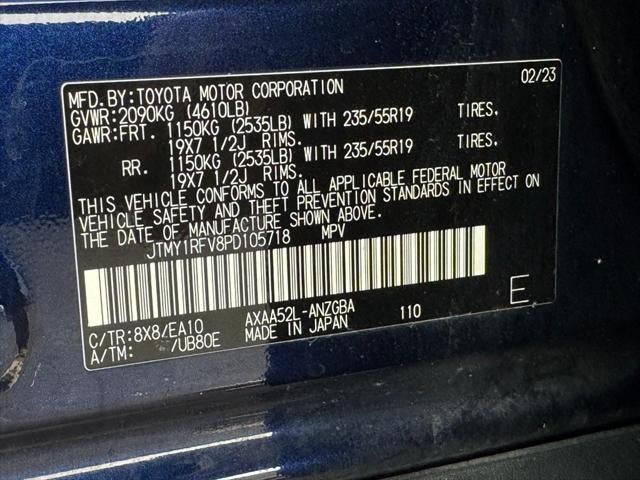 02/23
MFD.BY:TOYOTA MOTOR CORPORATION
GVWR:2090KG (4610LB)
GAWR:FRT. 1150KG (2535LB) WITH 235/55R19 TIRES.
19X7 1/2J RIMS.
RR. 1150KG (2535LB) WITH 235/55R19 TIRES.
19X7 1/2J RIMS.
THIS VEHICLE CONFORMS TO ALL APPLICABLE FEDERAL MOTOR
VEHICLE SAFETY AND THEFT PREVENTION STANDARDS IN EFFECT ON
THE DATE OF MANUFACTURE SHOWN ABOVE.
JTMY1RFV8PD105718 MPV
C/TR:8X8/EA10 AXAA52L-ANZGBA 110 E
A/TM: /UB80E MADE IN JAPAN